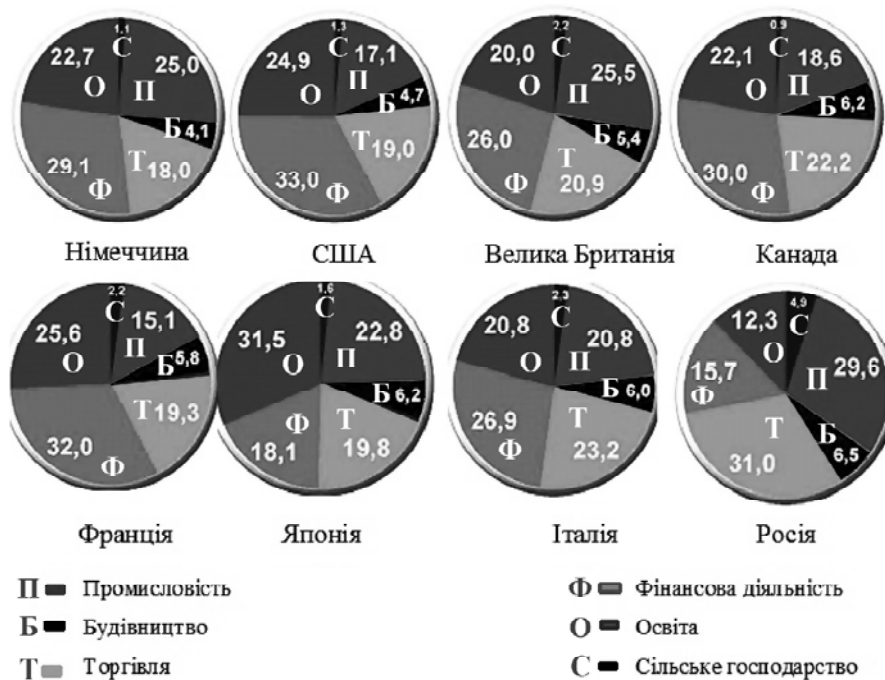 1,1
С
22,7 25,0
О П
Б 4,1
Т 18,0
29,1 Ф
Німеччина
1,3
С
24,9 17,1
О П
Б 4,7
Т 19,0
33,0 Ф
США
2,2
С
20,0 25,5
О П
Б 5,4
26,0 Т
Ф 20,9
Велика Британія
0,9
С
22,1 18,6
О П
Б 6,2
Т 22,2
30,0 Ф
Канада
2,2
С
25,6 15,1
О П
Б 5,8
Т 19,3
32,0 Ф
Франція
1,6
С
31,5 22,8
О П
Б 6,2
Ф Т
18,1 19,8
Японія
С
20,8 20,8
О П
Б 6,0
26,9 Т
Ф 23,2
Італія
4,9
12,3 С
О
15,7 П 29,6
Ф
Т Б
31,0 6,5
Росія
П Промисловість
Б Будівництво
Т Торгівля
Ф Фінансова діяльність
О Освіта
С Сільське господарство